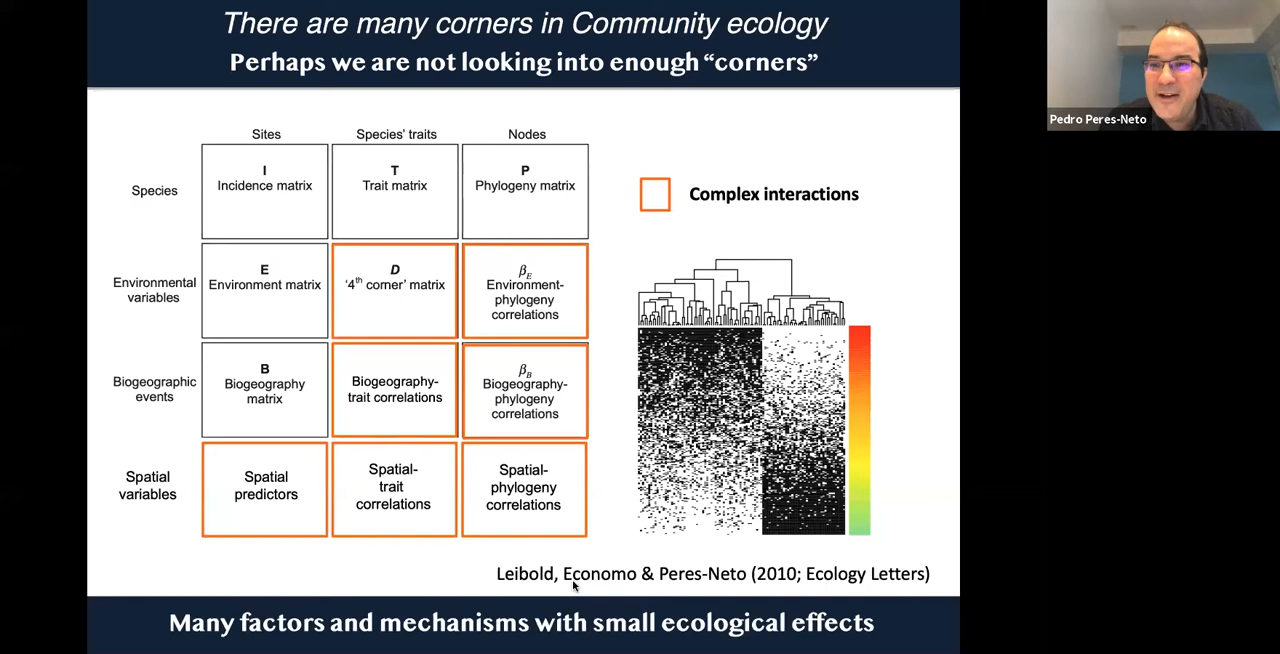 There are many corners in Community ecology
Perhaps we are not looking into enough “corners”
Pedro Peres-Neto
Sites
Species' traits
Nodes
Species
I
Incidence matrix
T
Trait matrix
P
Phylogeny matrix
Complex interactions
Environmental
variables
E
Environment matrix
D
‘4th corner’ matrix
βE
Environment-
phylogeny
correlations
Biogeographic
events
B
Biogeography
matrix
Biogeography-
trait correlations
βB
Biogeography-
phylogeny
correlations
Spatial
variables
Spatial
predictors
Spatial-
trait
correlations
Spatial-
phylogeny
correlations
Leibold, Economo & Peres-Neto (2010; Ecology Letters)
Many factors and mechanisms with small ecological effects